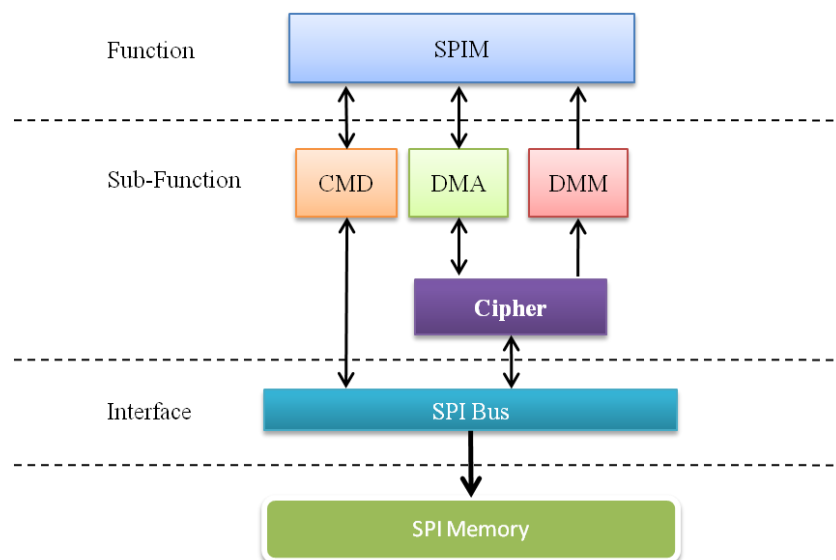 Function
SPIM
Sub-Function
CMD
DMA
DMM
Cipher
Interface
SPI Bus
SPI Memory